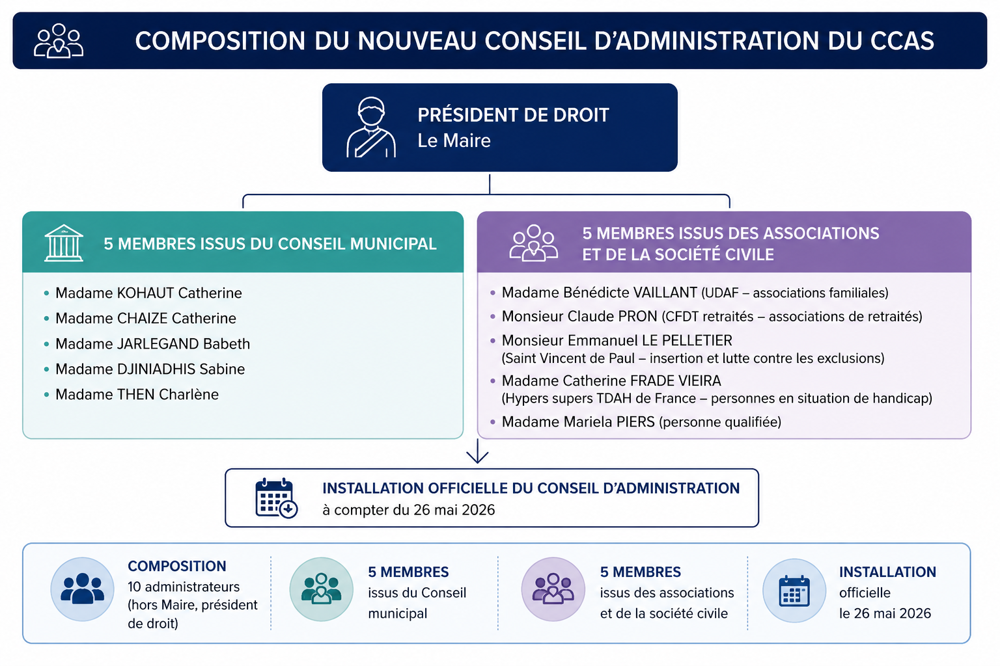 COMPOSITION DU NOUVEAU CONSEIL D’ADMINISTRATION DU CCAS
PRÉSIDENT DE DROIT
Le Maire
5 MEMBRES ISSUS DU CONSEIL MUNICIPAL
• Madame KOHAUT Catherine
• Madame CHAIZE Catherine
• Madame JARLEGAND Babeth
• Madame DJINIADHIS Sabine
• Madame THEN Charlène
5 MEMBRES ISSUS DES ASSOCIATIONS
ET DE LA SOCIÉTÉ CIVILE
• Madame Bénédicte VAILLANT (UDAF – associations familiales)
• Monsieur Claude PRON (CFDT retraités – associations de retraités)
• Monsieur Emmanuel LE PELLETIER
(Saint Vincent de Paul – insertion et lutte contre les exclusions)
• Madame Catherine FRADE VIEIRA
(Hypers supers TDAH de France – personnes en situation de handicap)
• Madame Mariela PIERS (personne qualifiée)
INSTALLATION OFFICIELLE DU CONSEIL D’ADMINISTRATION
à compter du 26 mai 2026
COMPOSITION
10 administrateurs
(hors Maire, président
de droit)
5 MEMBRES
issus du Conseil
municipal
5 MEMBRES
issus des associations
et de la société civile
INSTALLATION
officielle
le 26 mai 2026